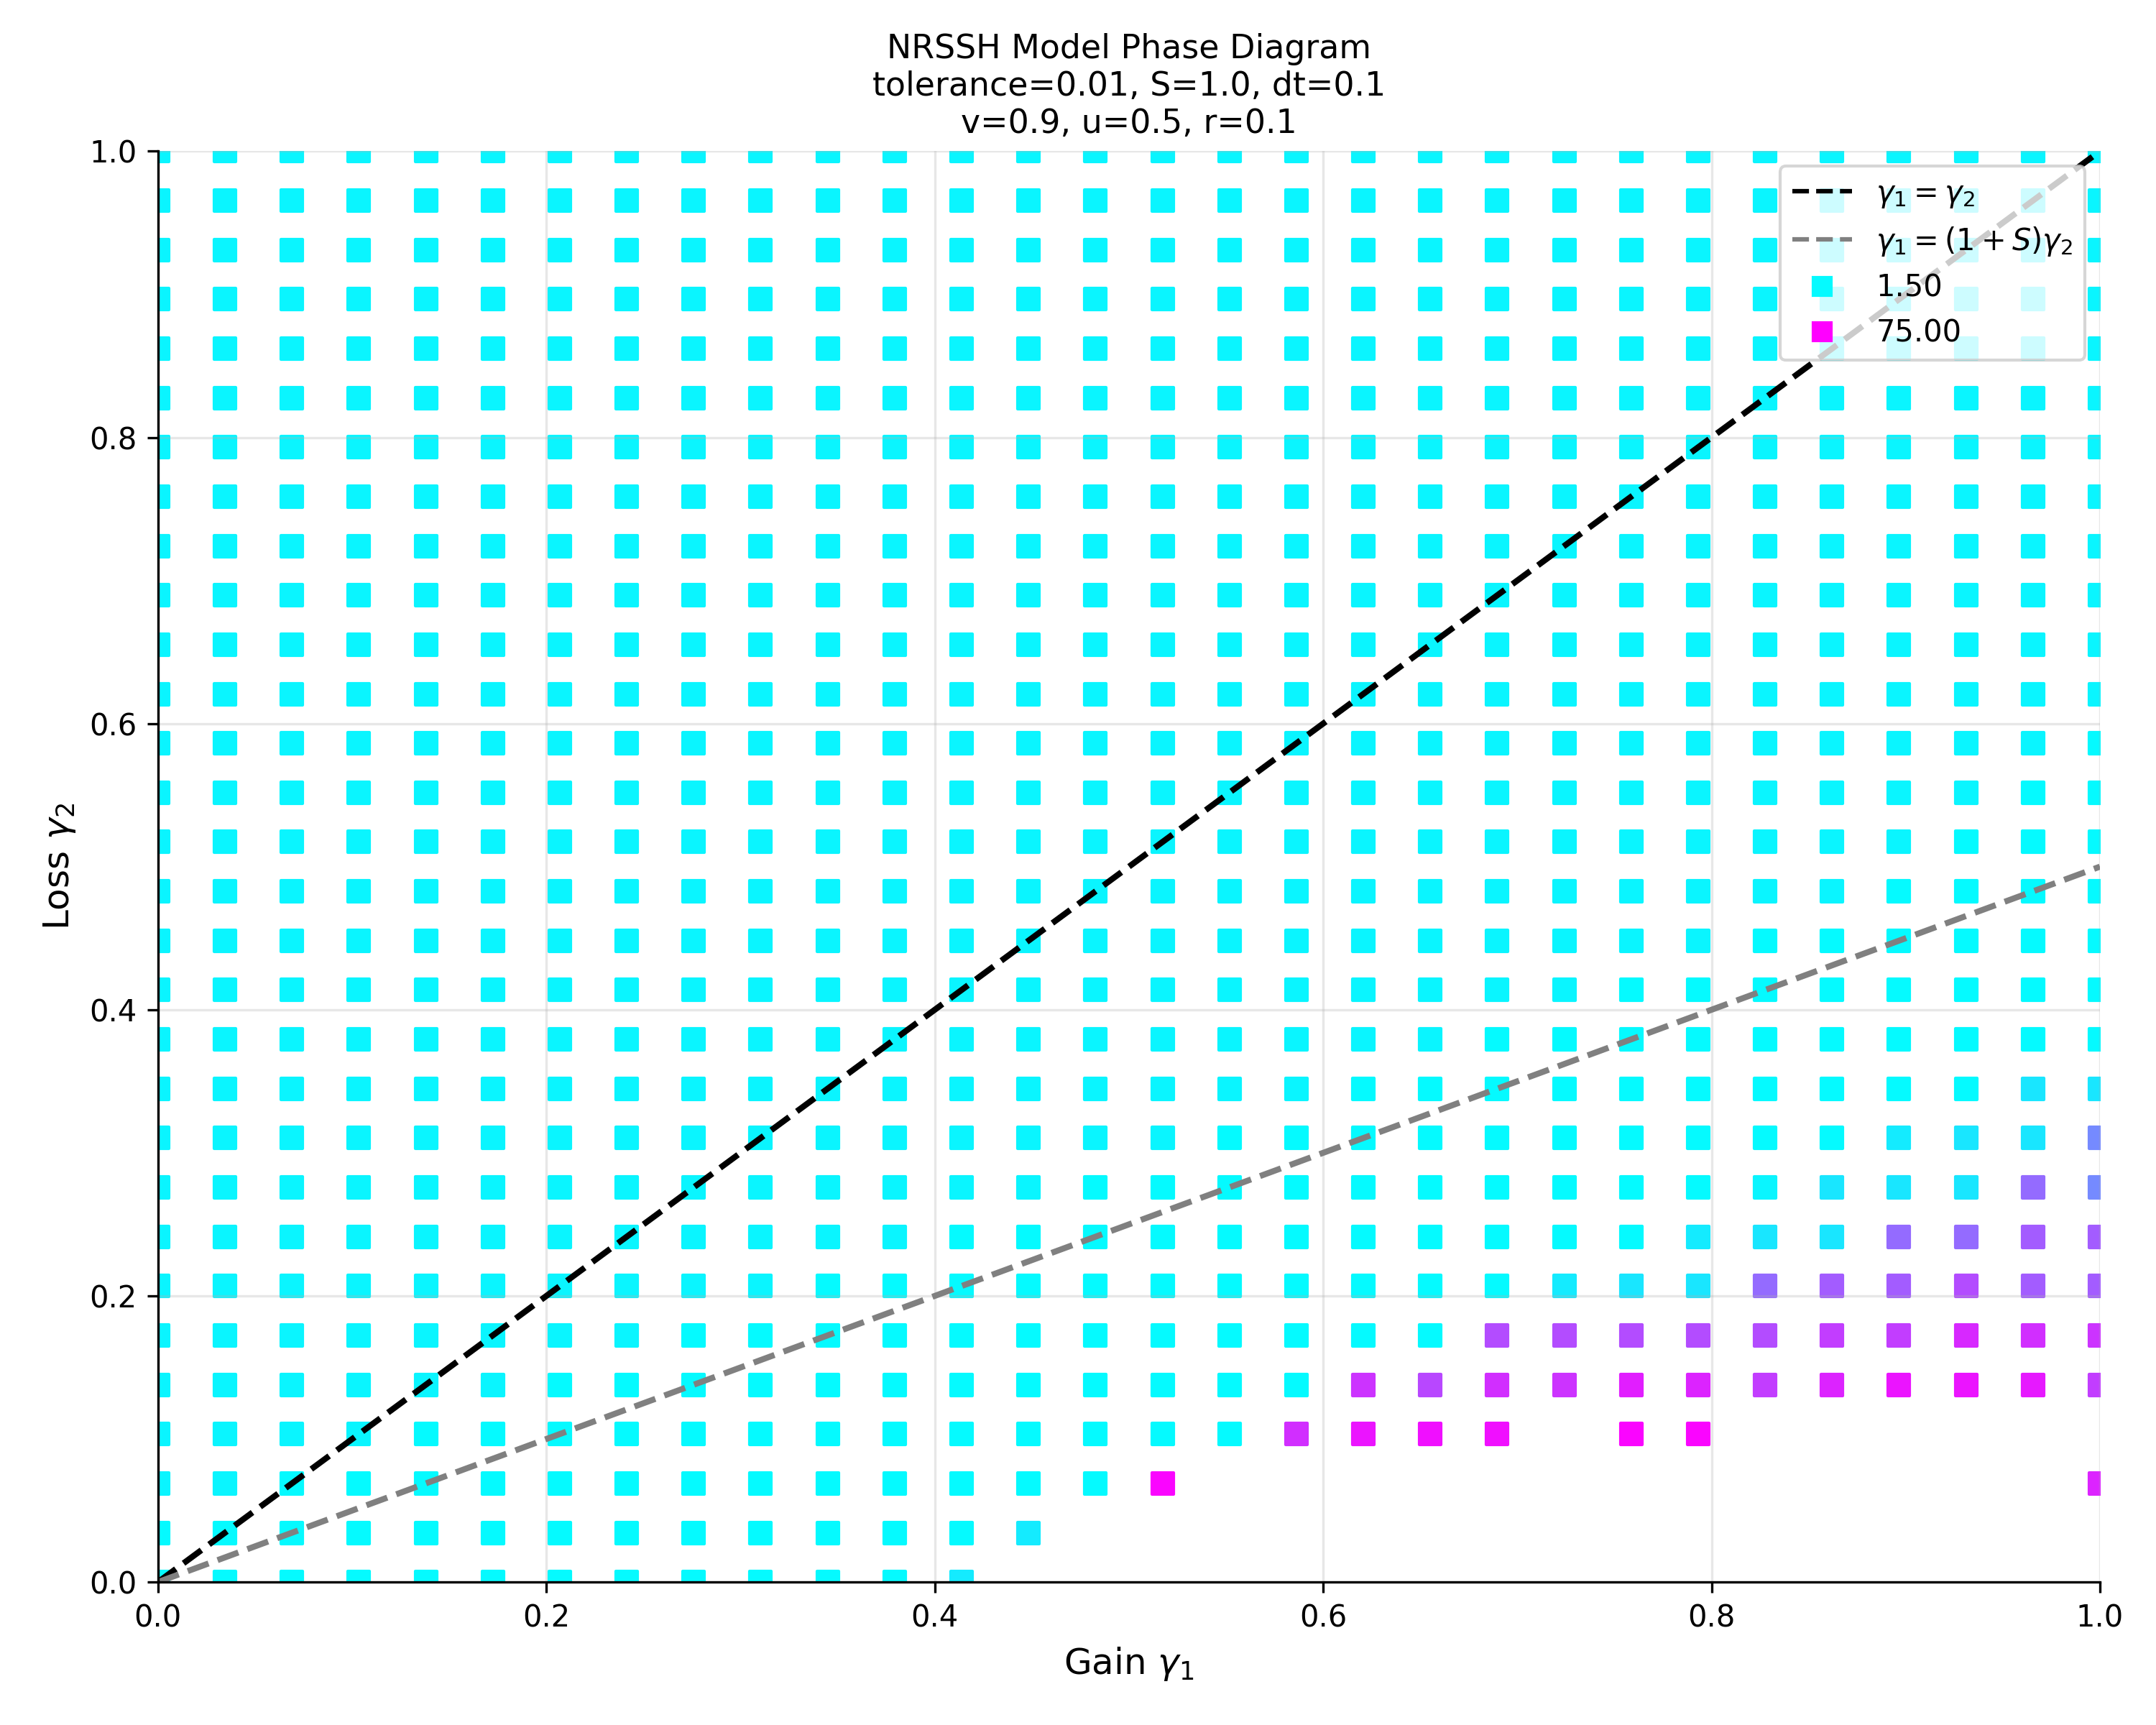 NRSSH Model Phase Diagram
tolerance=0.01, S=1.0, dt=0.1
v=0.9, u=0.5, r=0.1
γ₁ = γ₂
γ₁ = (1 + S)γ₂
1.50
75.00
Loss γ₂
1.0
0.8
0.6
0.4
0.2
0.0
0.0 0.2 0.4 0.6 0.8 1.0
Gain γ₁